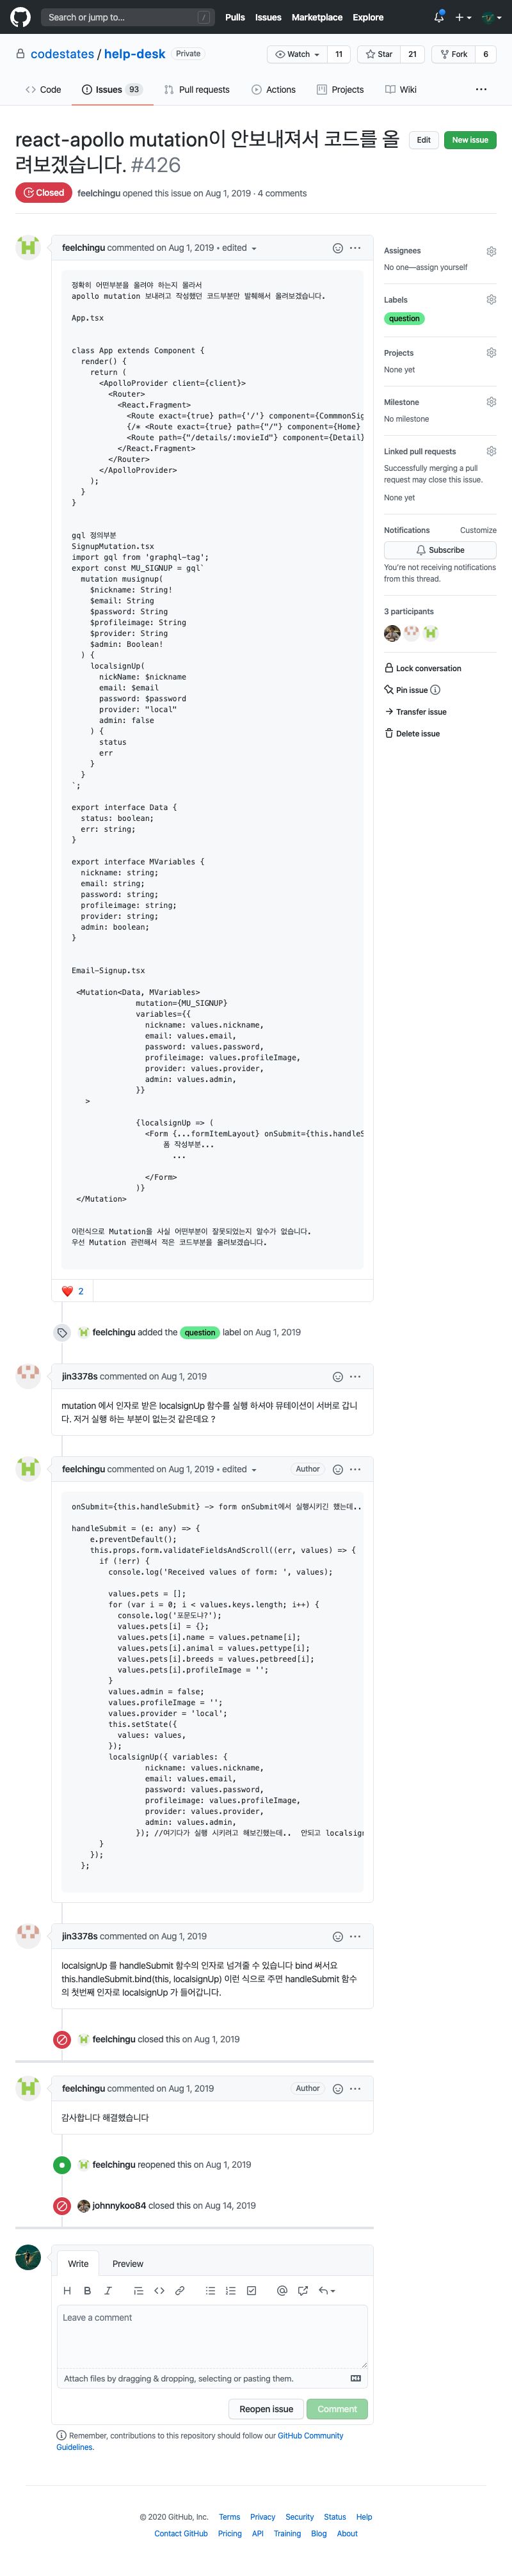 Search or jump to...
/
Pulls Issues Marketplace Explore
codestates / help-desk Private
Watch 11 Star 21 Fork 6
Code Issues 93 Pull requests Actions Projects Wiki
react-apollo mutation이 안보내져서 코드를 올
려보겠습니다. #426
Edit New issue
Closed feelchingu opened this issue on Aug 1, 2019 · 4 comments
feelchingu commented on Aug 1, 2019 • edited
정확히 어떤부분을 올려야 하는지 몰라서
apollo mutation 보내려고 작성했던 코드부분만 발췌해서 올려보겠습니다.
App.tsx
class App extends Component {
render() {
return (
<ApolloProvider client={client}>
<Router>
<React.Fragment>
<Route exact={true} path={'/'} component={CommmonSig
{/* <Route exact={true} path={"/"} component={Home}
<Route path={"/details/:movieId"} component={Detail}
</React.Fragment>
</Router>
</ApolloProvider>
);
}
}
gql 정의부분
SignupMutation.tsx
import gql from 'graphql-tag';
export const MU_SIGNUP = gql`
mutation musignup(
$nickname: String!
$email: String
$password: String
$profileimage: String
$provider: String
$admin: Boolean!
) {
localsignUp(
nickName: $nickname
email: $email
password: $password
provider: "local"
admin: false
) {
status
err
}
}
`;
export interface Data {
status: boolean;
err: string;
}
export interface MVariables {
nickname: string;
email: string;
password: string;
profileimage: string;
provider: string;
admin: boolean;
}
Email-Signup.tsx
<Mutation<Data, MVariables>
mutation={MU_SIGNUP}
variables={{
nickname: values.nickname,
email: values.email,
password: values.password,
profileimage: values.profileImage,
provider: values.provider,
admin: values.admin,
}}
>
{localsignUp => (
<Form {...formItemLayout} onSubmit={this.handleS
폼 작성부분...
...
</Form>
)}
</Mutation>
이런식으로 Mutation을 사실 어떤부분이 잘못되었는지 알수가 없습니다.
우선 Mutation 관련해서 적은 코드부분을 올려보겠습니다.
2
feelchingu added the question label on Aug 1, 2019
jin3378s commented on Aug 1, 2019
mutation 에서 인자로 받은 localsignUp 함수를 실행 하셔야 뮤테이션이 서버로 갑니
다. 저거 실행 하는 부분이 없는것 같은데요 ?
feelchingu commented on Aug 1, 2019 • edited Author
onSubmit={this.handleSubmit} -> form onSubmit에서 실행시키긴 했는데..
handleSubmit = (e: any) => {
e.preventDefault();
this.props.form.validateFieldsAndScroll((err, values) => {
if (!err) {
console.log('Received values of form: ', values);
values.pets = [];
for (var i = 0; i < values.keys.length; i++) {
console.log('포문도냐?');
values.pets[i] = {};
values.pets[i].name = values.petname[i];
values.pets[i].animal = values.pettype[i];
values.pets[i].breeds = values.petbreed[i];
values.pets[i].profileImage = '';
}
values.admin = false;
values.profileImage = '';
values.provider = 'local';
this.setState({
values: values,
});
localsignUp({ variables: {
nickname: values.nickname,
email: values.email,
password: values.password,
profileimage: values.profileImage,
provider: values.provider,
admin: values.admin,
}); //여기다가 실행 시키려고 해보긴했는데.. 안되고 localsign
}
});
};
jin3378s commented on Aug 1, 2019
localsignUp 를 handleSubmit 함수의 인자로 넘겨줄 수 있습니다 bind 써서요
this.handleSubmit.bind(this, localsignUp) 이런 식으로 주면 handleSubmit 함수
의 첫번째 인자로 localsignUp 가 들어갑니다.
feelchingu closed this on Aug 1, 2019
feelchingu commented on Aug 1, 2019 Author
감사합니다 해결했습니다
feelchingu reopened this on Aug 1, 2019
johnnykoo84 closed this on Aug 14, 2019
Write Preview
Leave a comment
Attach files by dragging & dropping, selecting or pasting them.
Reopen issue Comment
Remember, contributions to this repository should follow our GitHub Community
Guidelines.
Assignees
No one—assign yourself
Labels
question
Projects
None yet
Milestone
No milestone
Linked pull requests
Successfully merging a pull
request may close this issue.
None yet
Notifications Customize
Subscribe
You're not receiving notifications
from this thread.
3 participants
Lock conversation
Pin issue
Transfer issue
Delete issue
© 2020 GitHub, Inc. Terms Privacy Security Status Help
Contact GitHub Pricing API Training Blog About